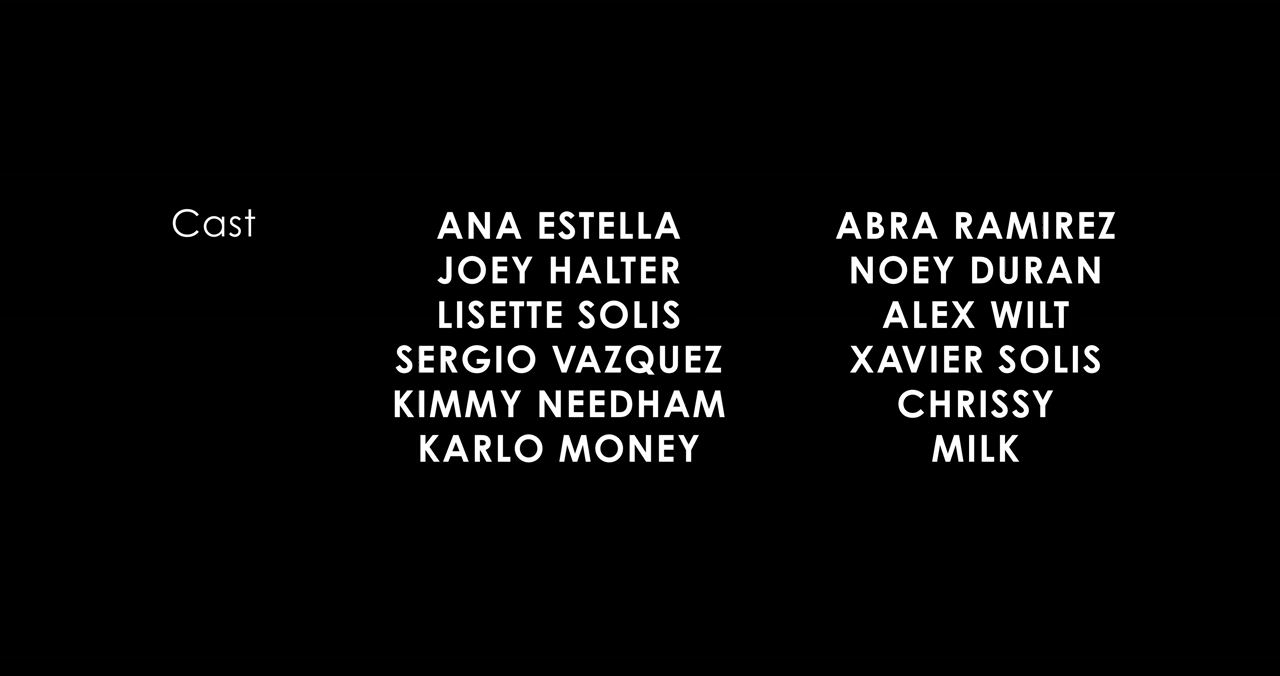 Cast
ANA ESTELLA
JOEY HALTER
LISETTE SOLIS
SERGIO VAZQUEZ
KIMMY NEEDHAM
KARLO MONEY
ABRA RAMIREZ
NOEY DURAN
ALEX WILT
XAVIER SOLIS
CHRISSY
MILK